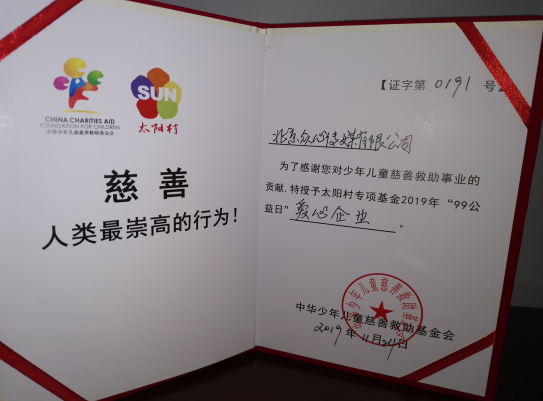 CHINA CHARITIES AID
FOUNDATION FOR CHILDREN
中华少年儿童慈善救助基金会
SUN
太阳村
慈善
人类最崇高的行为！
【证字第 0191 号】
北京众心传媒有限公司
为了感谢您对少年儿童慈善救助事业的
贡献，特授予太阳村专项基金2019年“99公
益日”爱心企业。
中华少年儿童慈善救助基金会
2019年11月24日